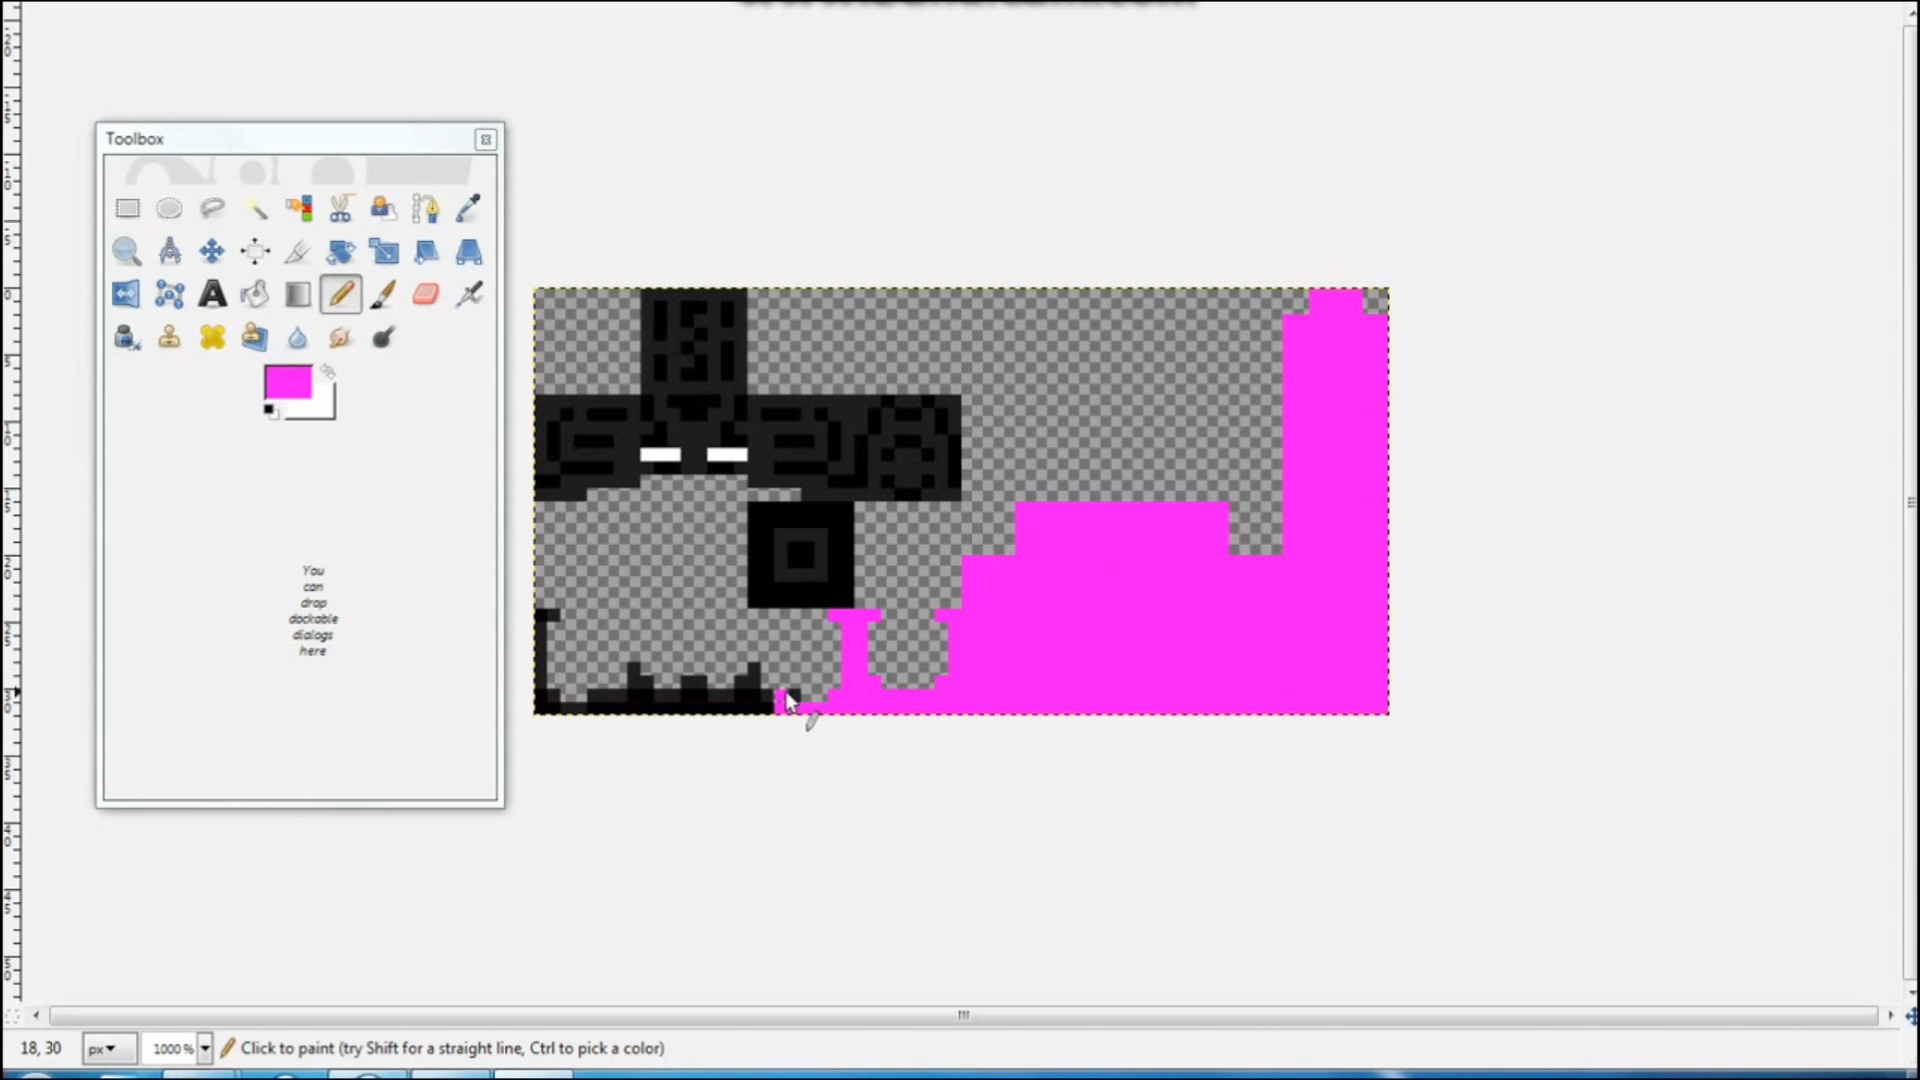 Toolbox
You
can
drop
dockable
dialogs
here
18, 30
px
1000 %
Click to paint (try Shift for a straight line, Ctrl to pick a color)